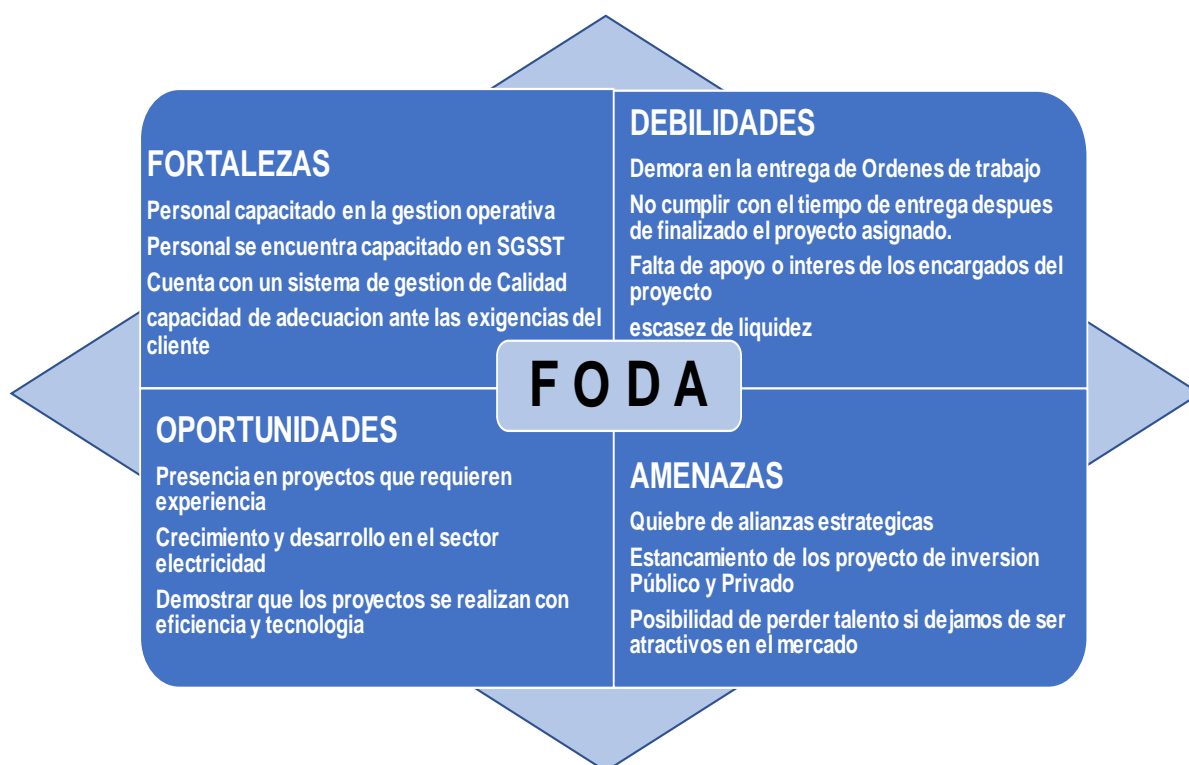 FORTALEZAS
Personal capacitado en la gestion operativa
Personal se encuentra capacitado en SGSST
Cuenta con un sistema de gestion de Calidad
capacidad de adecuacion ante las exigencias del
cliente
DEBILIDADES
Demora en la entrega de Ordenes de trabajo
No cumplir con el tiempo de entrega despues
de finalizado el proyecto asignado.
Falta de apoyo o interes de los encargados del
proyecto
escasez de liquidez
F O D A
OPORTUNIDADES
Presencia en proyectos que requieren
experiencia
Crecimiento y desarrollo en el sector
electricidad
Demostrar que los proyectos se realizan con
eficiencia y tecnologia
AMENAZAS
Quiebre de alianzas estrategicas
Estancamiento de los proyecto de inversion
Público y Privado
Posibilidad de perder talento si dejamos de ser
atractivos en el mercado